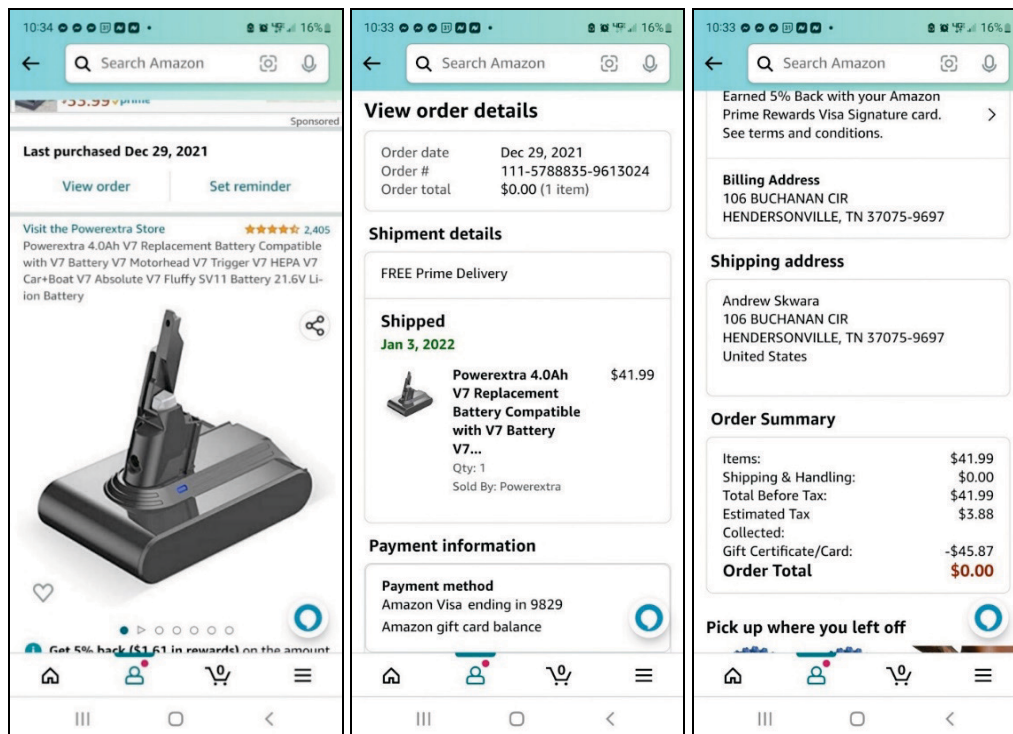 10:34
16%
Search Amazon
33.99 prime
Sponsored
Last purchased Dec 29, 2021
View order
Set reminder
Visit the Powerextra Store
2,405
Powerextra 4.0Ah V7 Replacement Battery Compatible
with V7 Battery V7 Motorhead V7 Trigger V7 HEPA V7
Car+Boat V7 Absolute V7 Fluffy SV11 Battery 21.6V Li-
ion Battery
Get 5% back ($1.61 in rewards) on the amount
0
10:33
16%
Search Amazon
View order details
Order date Dec 29, 2021
Order # 111-5788835-9613024
Order total $0.00 (1 item)
Shipment details
FREE Prime Delivery
Shipped
Jan 3, 2022
Powerextra 4.0Ah $41.99
V7 Replacement
Battery Compatible
with V7 Battery
V7...
Qty: 1
Sold By: Powerextra
Payment information
Payment method
Amazon Visa ending in 9829
Amazon gift card balance
0
10:33
16%
Search Amazon
Earned 5% Back with your Amazon
Prime Rewards Visa Signature card.
See terms and conditions.
Billing Address
106 BUCHANAN CIR
HENDERSONVILLE, TN 37075-9697
Shipping address
Andrew Skwara
106 BUCHANAN CIR
HENDERSONVILLE, TN 37075-9697
United States
Order Summary
Items: $41.99
Shipping & Handling: $0.00
Total Before Tax: $41.99
Estimated Tax $3.88
Collected:
Gift Certificate/Card: -$45.87
Order Total $0.00
Pick up where you left off
0